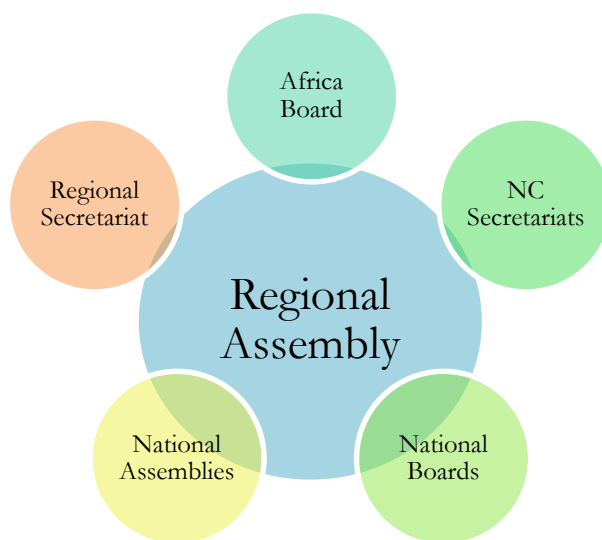 Africa
Board
Regional
Secretariat
NC
Secretariats
Regional
Assembly
National
Assemblies
National
Boards